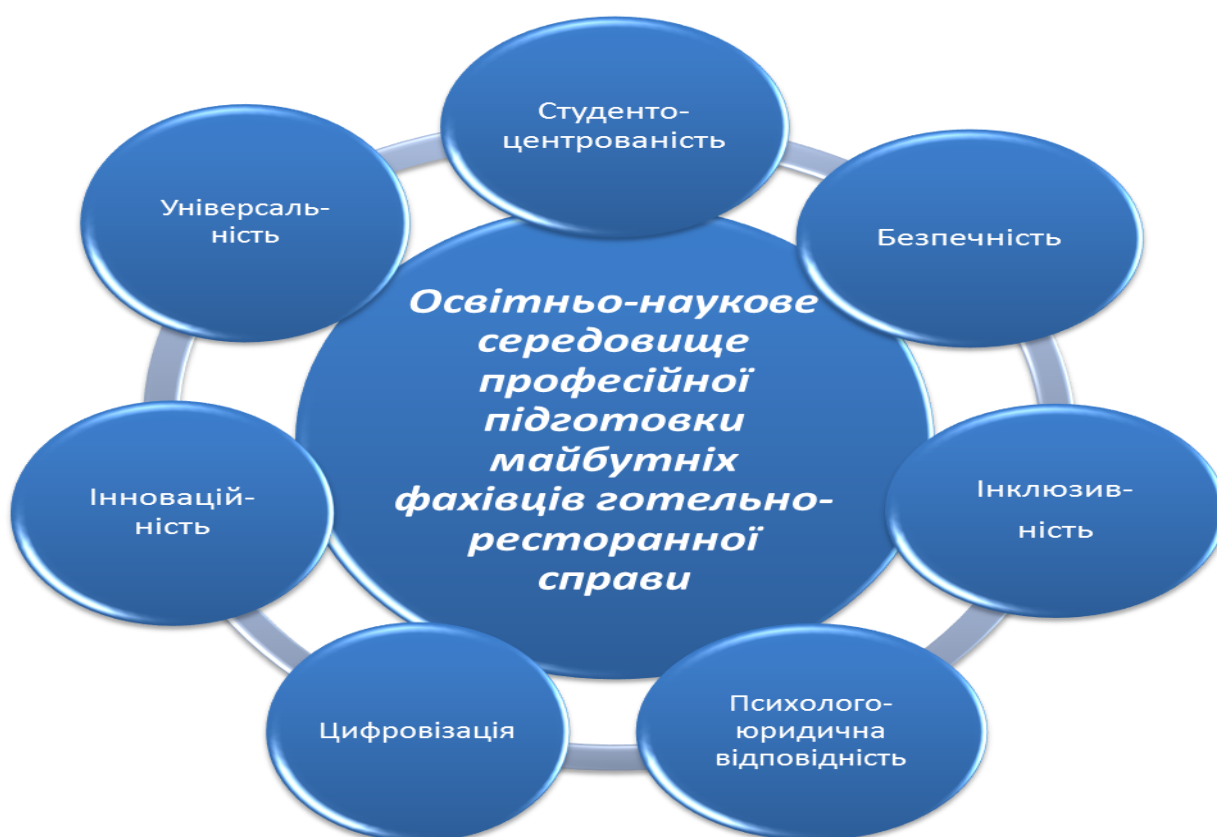 Студенто-
центрованість
Безпечність
Інклюзив-
ність
Психолого-
юридична
відповідність
Цифровізація
Інновацій-
ність
Універсаль-
ність
Освітньо-наукове
середовище
професійної
підготовки
майбутніх
фахівців готельно-
ресторанної
справи